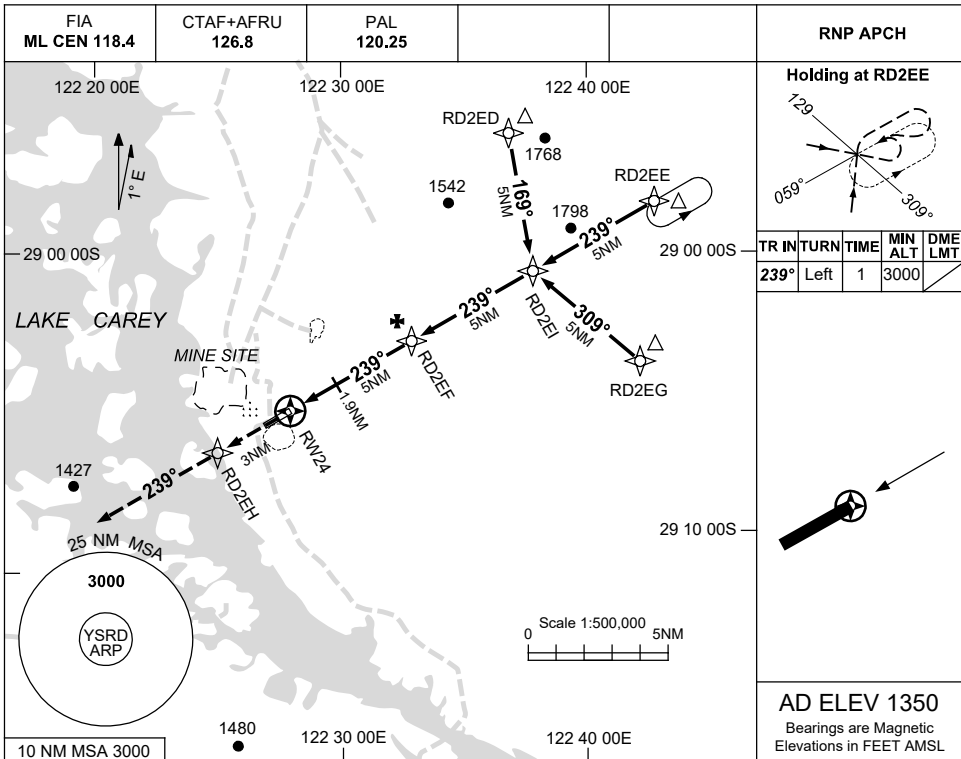 FIA
ML CEN 118.4
CTAF+AFRU
126.8
PAL
120.25
RNP APCH
122 20 00E
122 30 00E
122 40 00E
Holding at RD2EE
129
059°
309°
TR IN TURN TIME MIN ALT DME LMT
239° Left 1 3000
1° E
RD2ED
1768
1542
RD2EE
169°
5NM
1798
239°
5NM
29 00 00S
29 00 00S
LAKE CAREY
239°
5NM
RD2EI
309°
5NM
MINE SITE
239°
5NM
RD2EF
RD2EG
1.9NM
RW24
3NM
RD2EH
1427
239°
29 10 00S
25 NM MSA
3000
YSRD
ARP
Scale 1:500,000
0 5NM
1480
122 30 00E
122 40 00E
10 NM MSA 3000
AD ELEV 1350
Bearings are Magnetic
Elevations in FEET AMSL